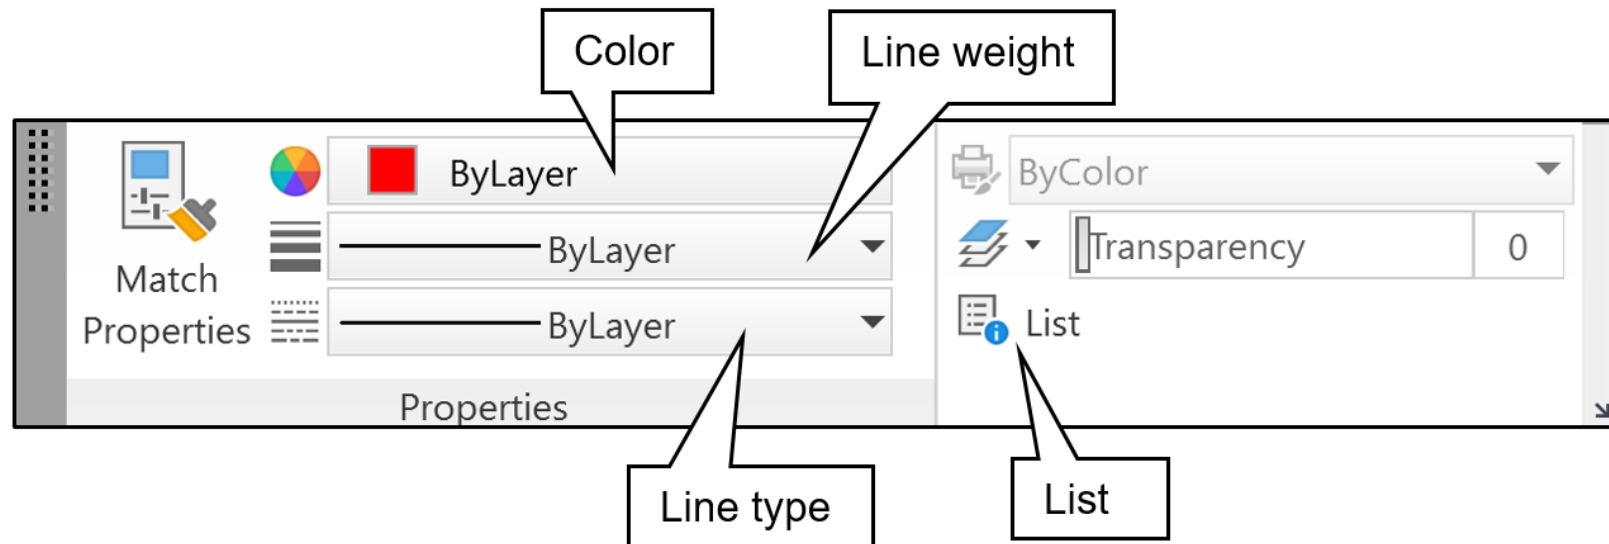 Color
Line weight
Match
Properties
ByLayer
ByLayer
ByLayer
Properties
ByColor
Transparency
0
List
Line type
List